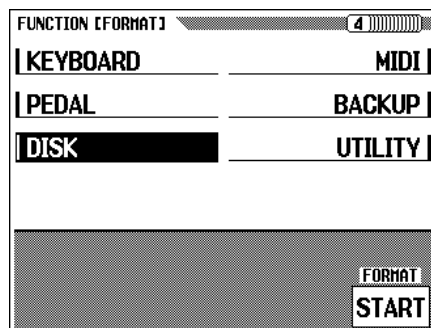 FUNCTION [FORMAT] 4
KEYBOARD MIDI
PEDAL BACKUP
DISK UTILITY
FORMAT
START